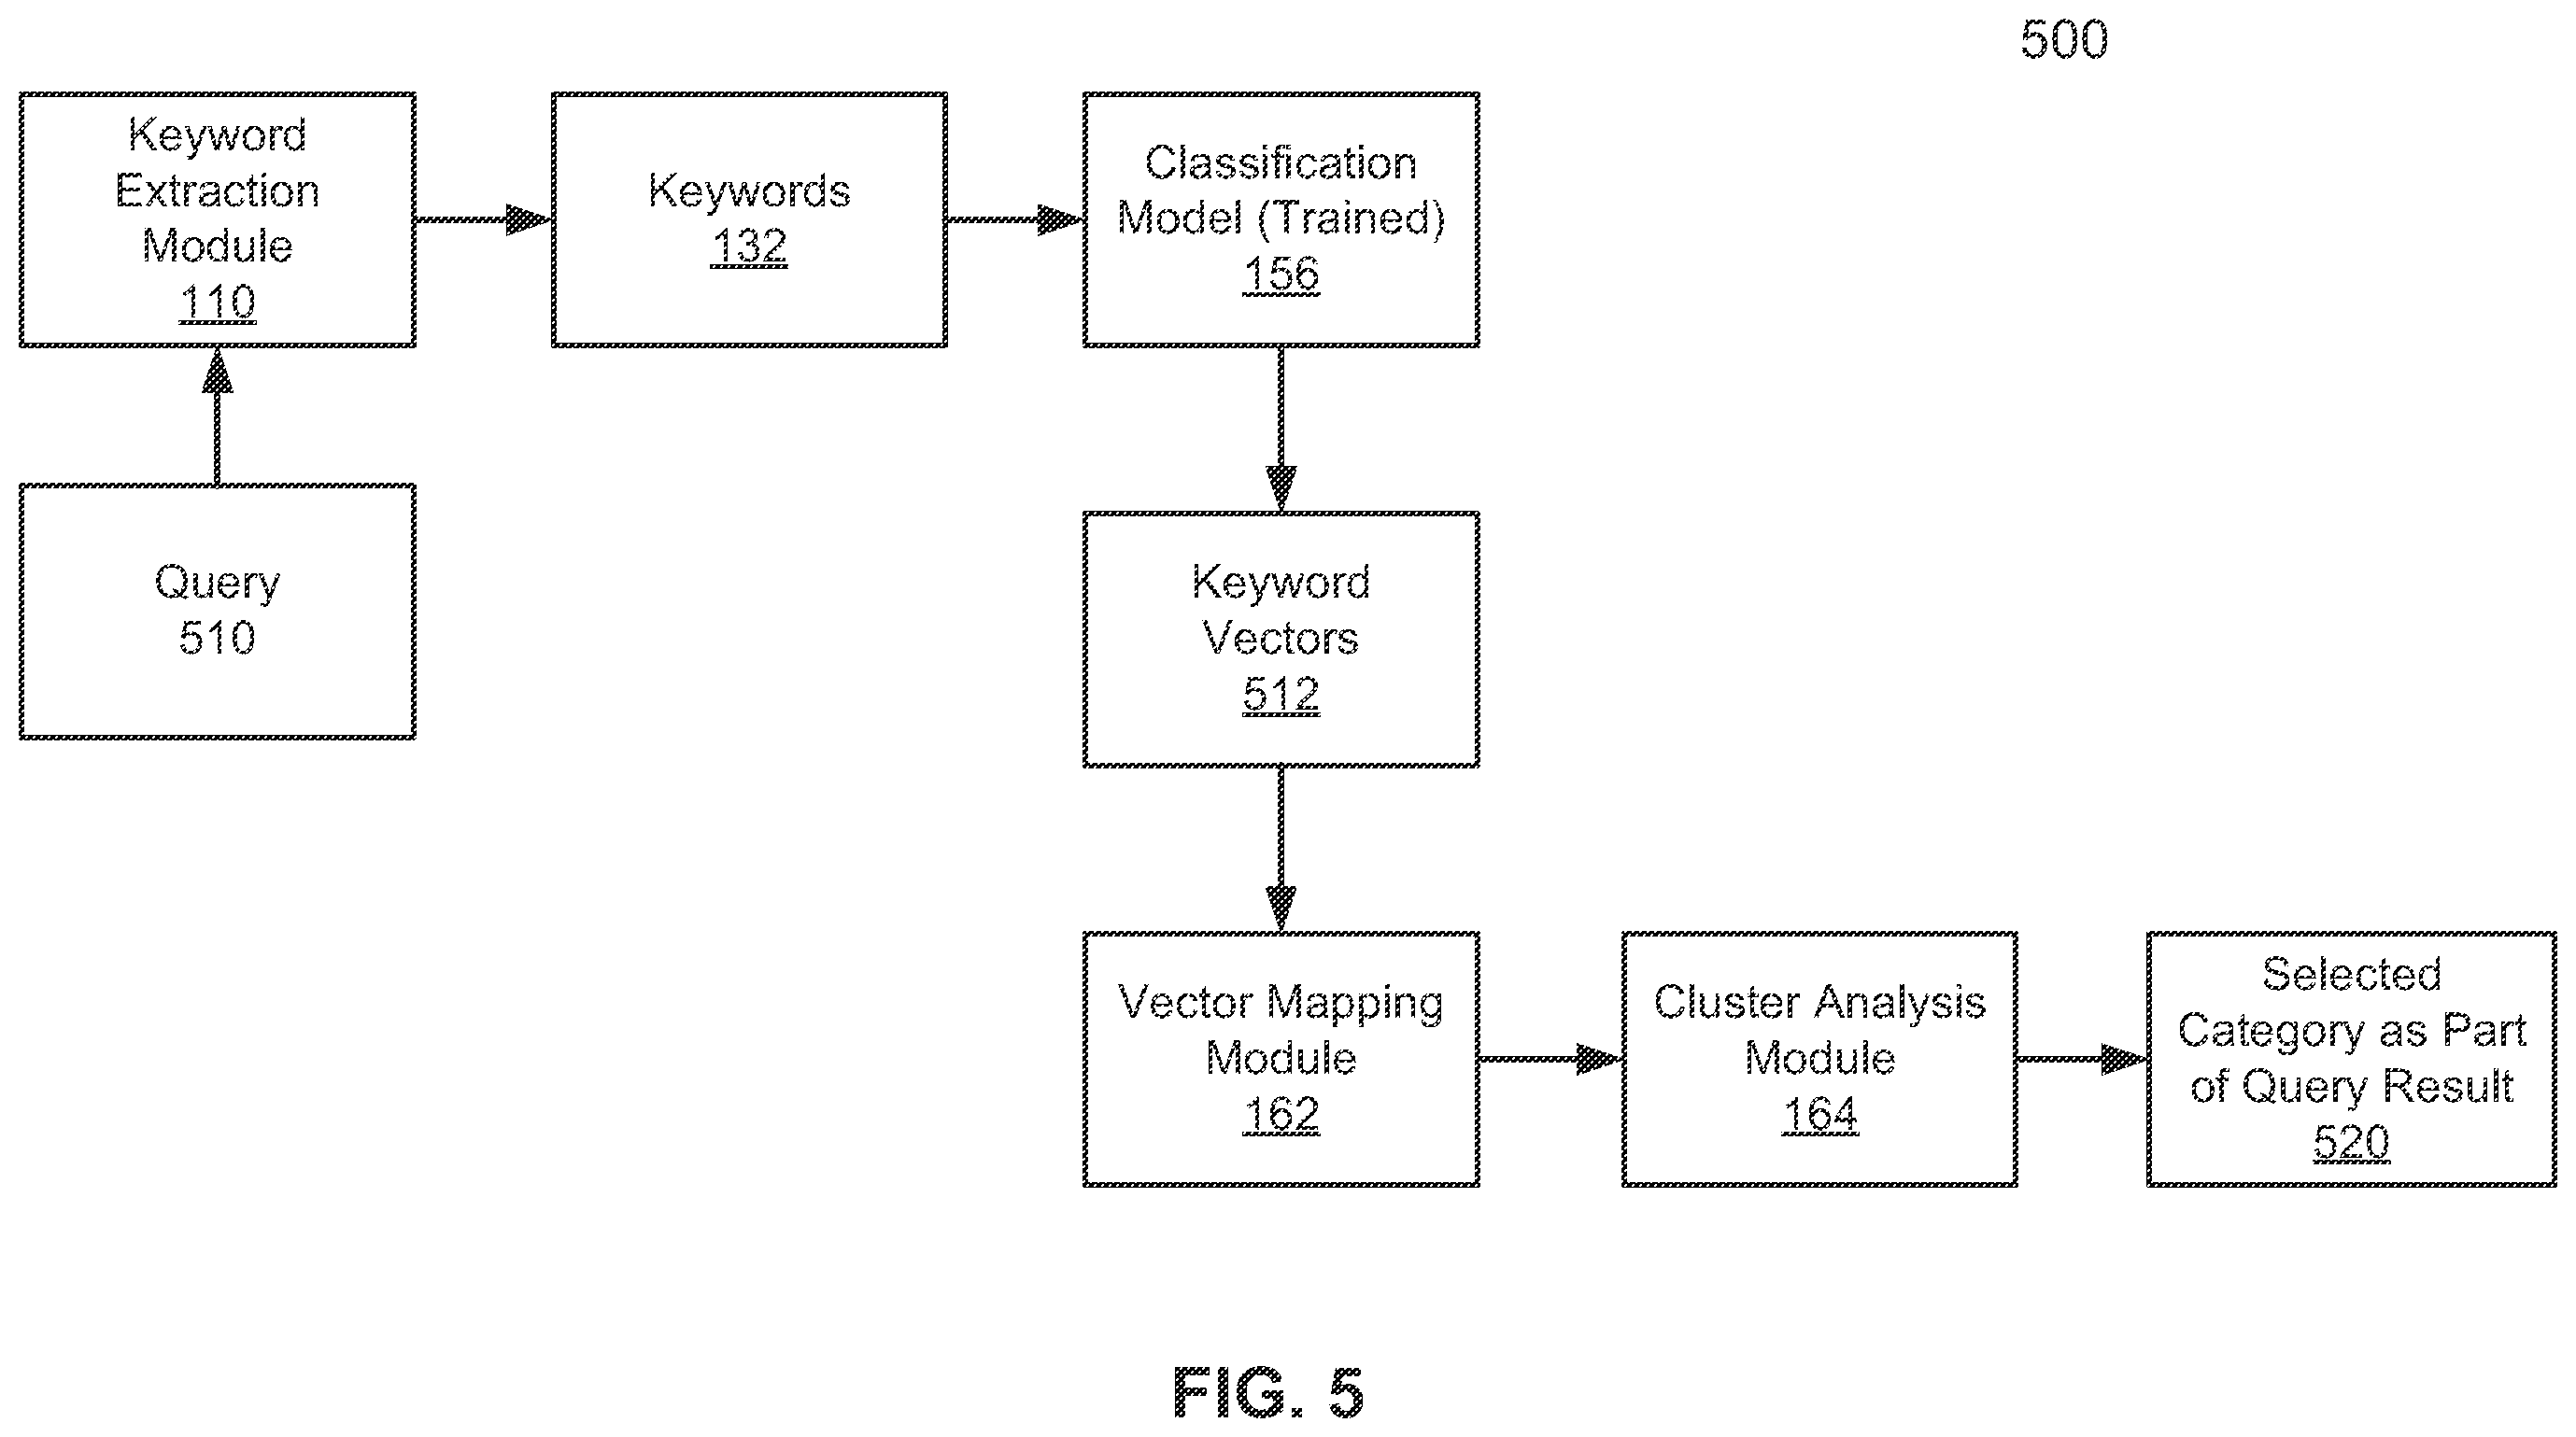 500
Keyword
Extraction
Module
110
Keywords
132
Classification
Model (Trained)
156
Query
510
Keyword
Vectors
512
Vector Mapping
Module
162
Cluster Analysis
Module
164
Selected
Category as Part
of Query Result
520
FIG. 5